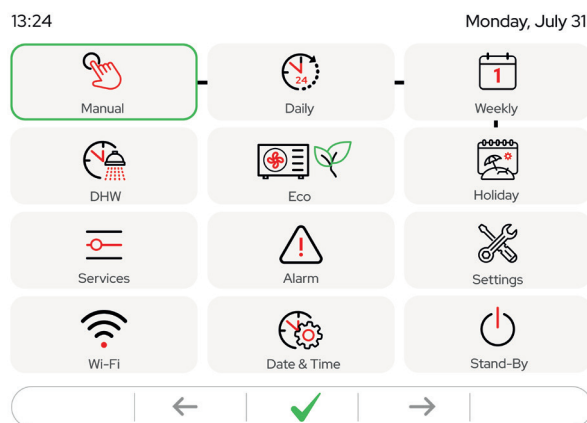 13:24 Monday, July 31
Manual Daily Weekly
24 1
DHW Eco Holiday
Services Alarm Settings
Wi-Fi Date & Time Stand-By